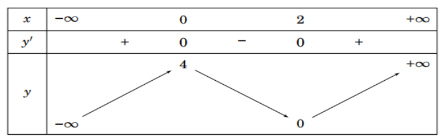 x −∞ 0 2 +∞
y′ + 0 − 0 +
4 +∞
y
−∞ 0